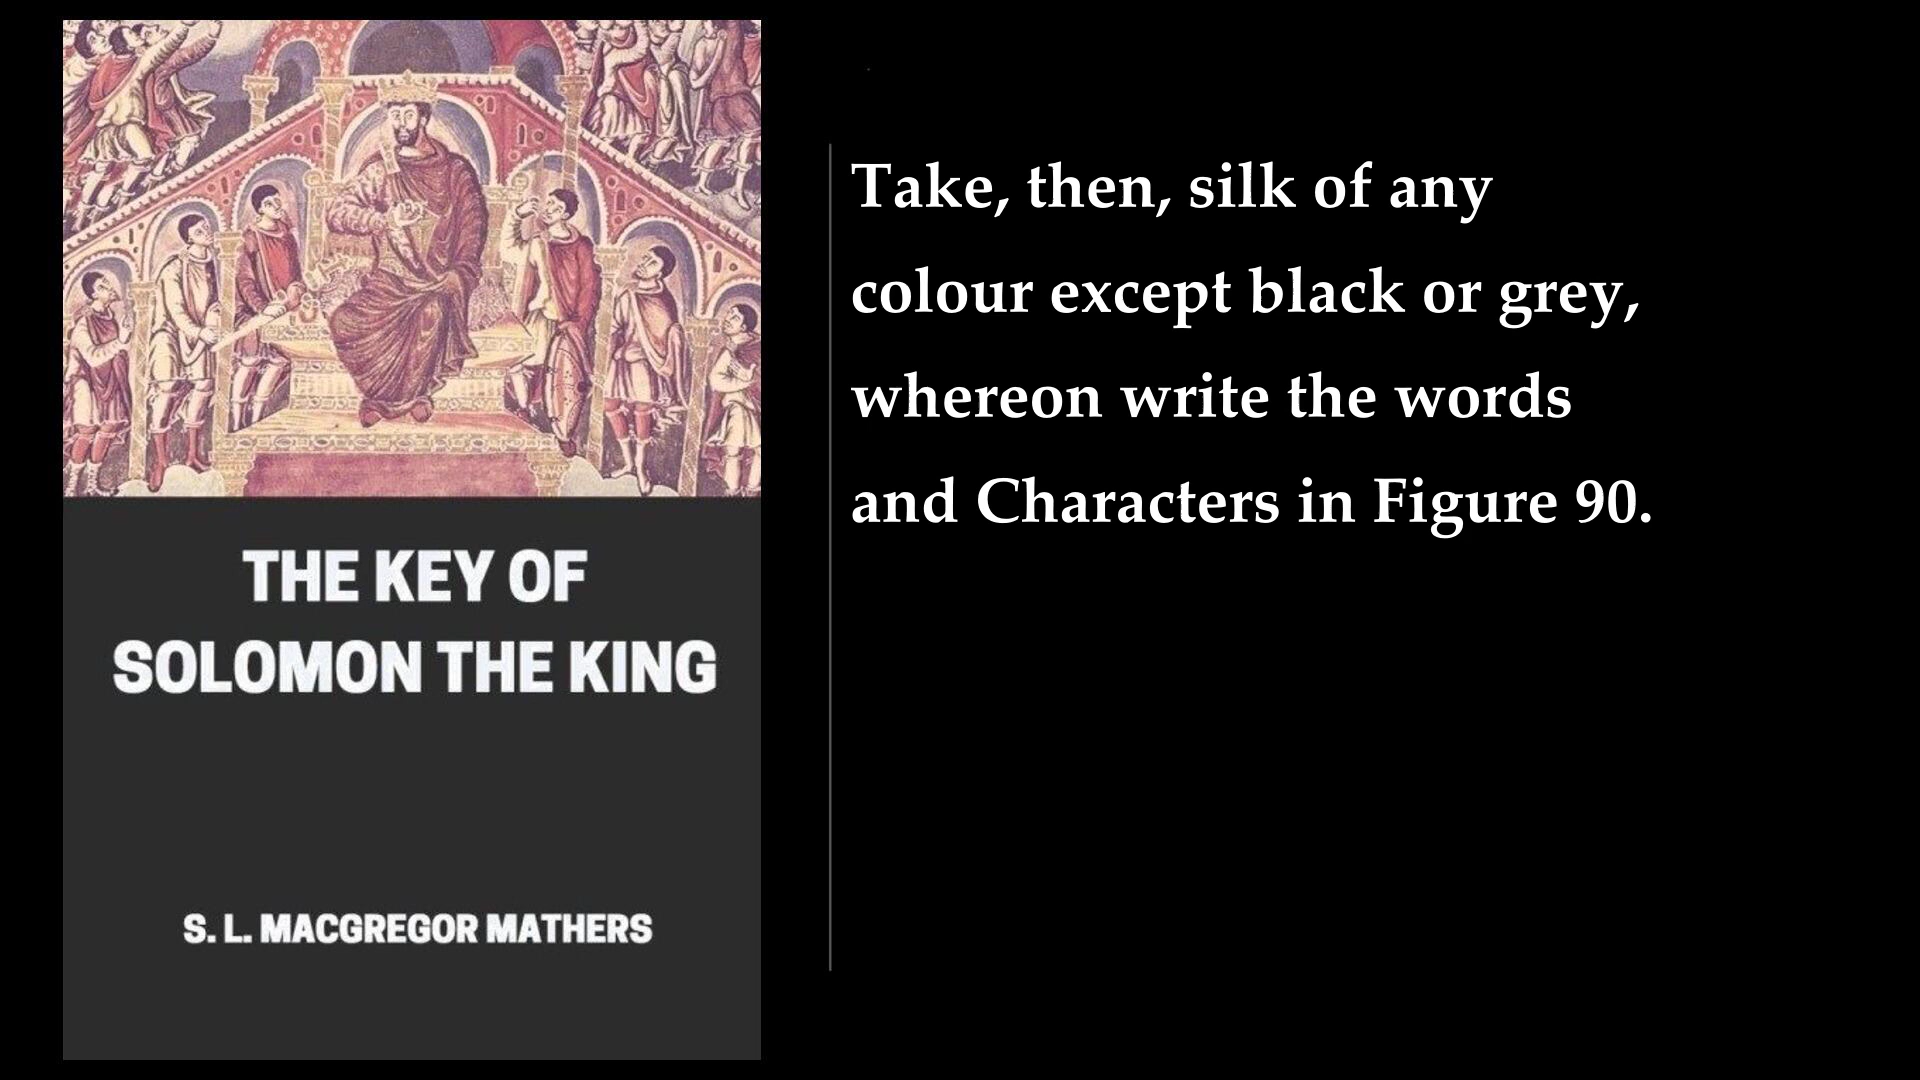 THE KEY OF
SOLOMON THE KING
S. L. MACGREGOR MATHERS
Take, then, silk of any
colour except black or grey,
whereon write the words
and Characters in Figure 90.